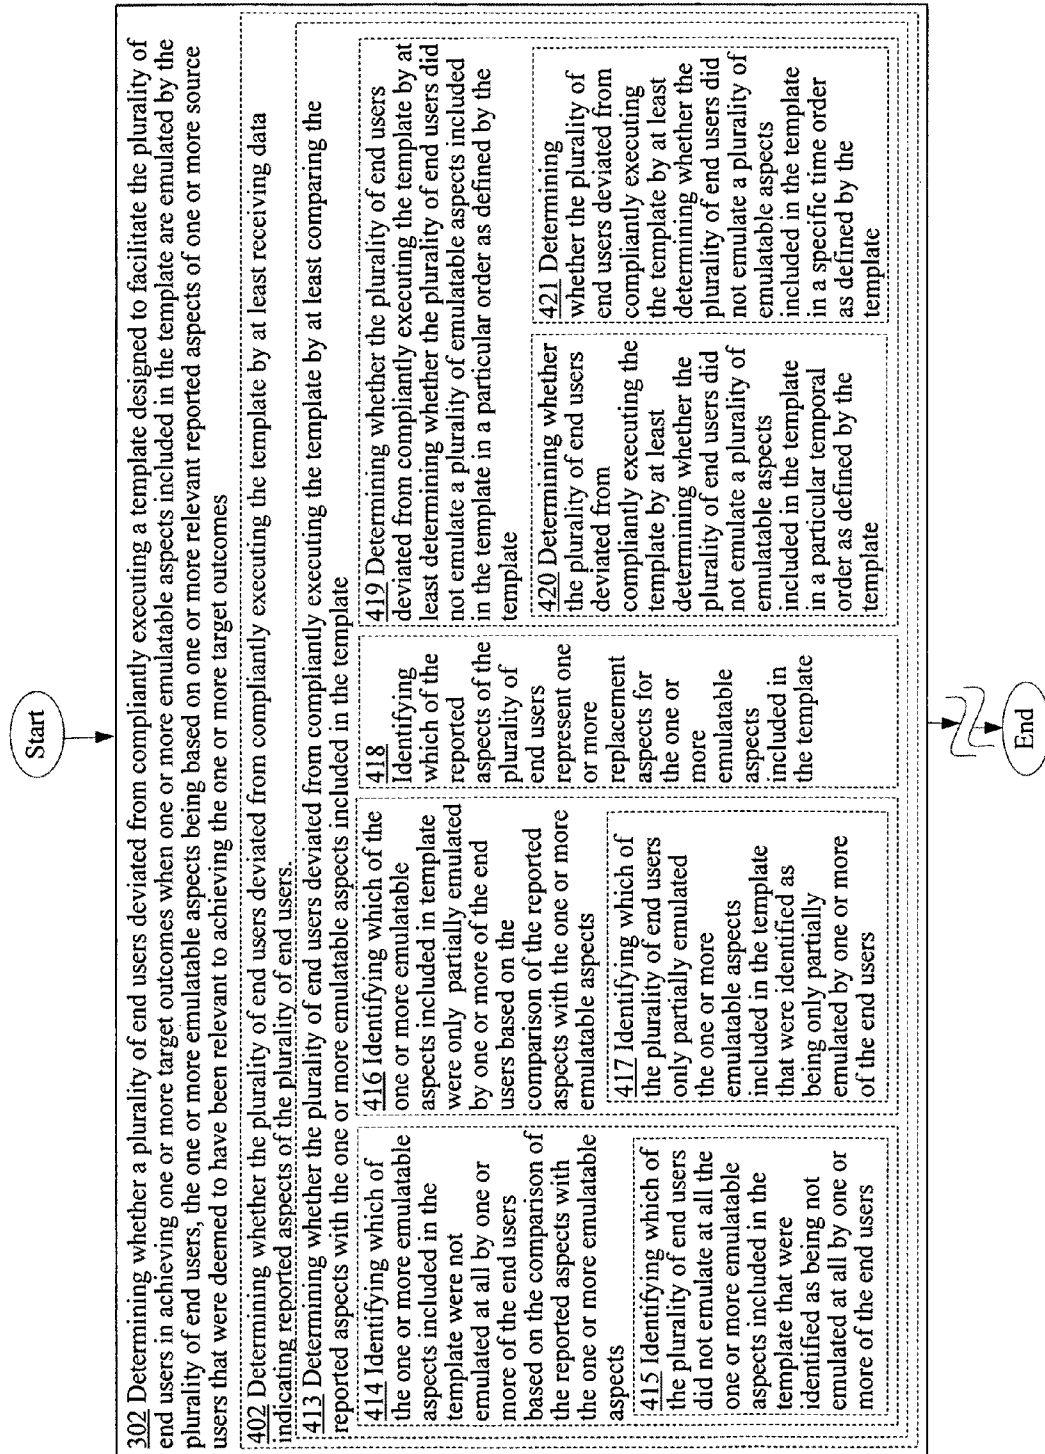 Start
302 Determining whether a plurality of end users deviated from compliantly executing a template designed to facilitate the plurality of
end users in achieving one or more target outcomes when one or more emulatable aspects included in the template are emulated by the
plurality of end users, the one or more emulatable aspects being based on one or more relevant reported aspects of one or more source
users that were deemed to have been relevant to achieving the one or more target outcomes
402 Determining whether the plurality of end users deviated from compliantly executing the template by at least receiving data
indicating reported aspects of the plurality of end users.
413 Determining whether the plurality of end users deviated from compliantly executing the template by at least comparing the
reported aspects with the one or more emulatable aspects included in the template
414 Identifying which of
the one or more emulatable
aspects included in the
template were not
emulated at all by one or
more of the end users
based on the comparison of
the reported aspects with
the one or more emulatable
aspects
415 Identifying which of
the plurality of end users
did not emulate at all the
one or more emulatable
aspects included in the
template that were
identified as being not
emulated at all by one or
more of the end users
416 Identifying which of the
one or more emulatable
aspects included in template
were only partially emulated
by one or more of the end
users based on the
comparison of the reported
aspects with the one or more
emulatable aspects
417 Identifying which of
the plurality of end users
only partially emulated
the one or more
emulatable aspects
included in the template
that were identified as
being only partially
emulated by one or more
of the end users
418
Identifying
which of the
reported
aspects of the
plurality of
end users
represent one
or more
replacement
aspects for
the one or
more
emulatable
aspects
included in
the template
419 Determining whether the plurality of end users
deviated from compliantly executing the template by at
least determining whether the plurality of end users did
not emulate a plurality of emulatable aspects included
in the template in a particular order as defined by the
template
420 Determining whether
the plurality of end users
deviated from
compliantly executing the
template by at least
determining whether the
plurality of end users did
not emulate a plurality of
emulatable aspects
included in the template
in a particular temporal
order as defined by the
template
421 Determining
whether the plurality of
end users deviated from
compliantly executing
the template by at least
determining whether the
plurality of end users did
not emulate a plurality of
emulatable aspects
included in the template
in a specific time order
as defined by the
template
End